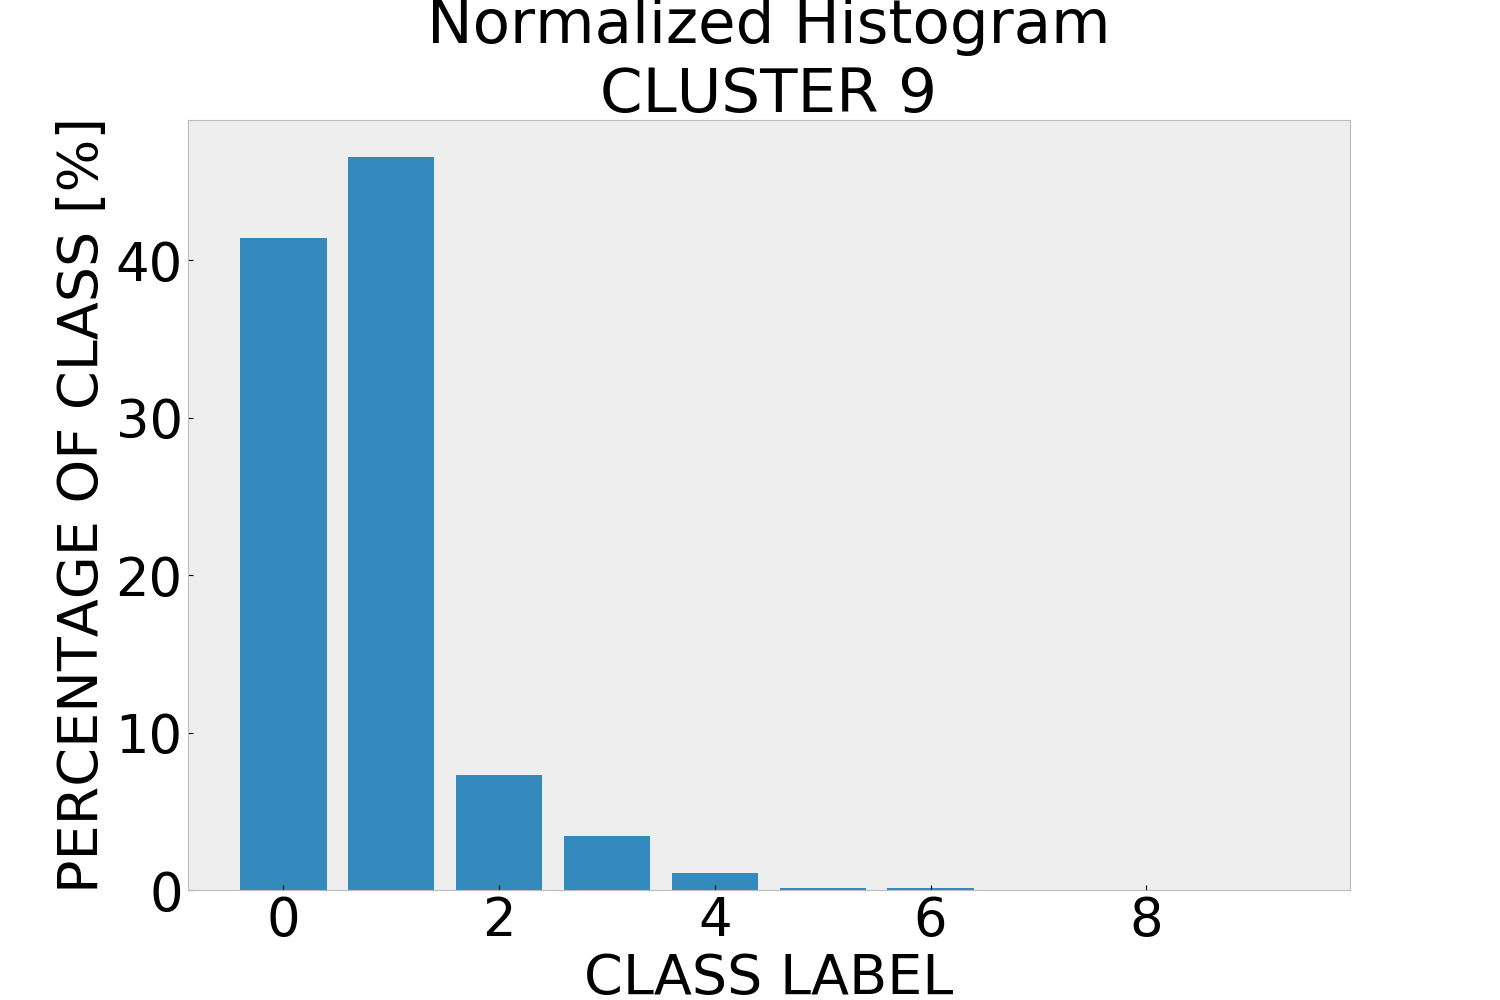 Normalized Histogram
CLUSTER 9
PERCENTAGE OF CLASS [%]
40
30
20
10
0
0 2 4 6 8
CLASS LABEL